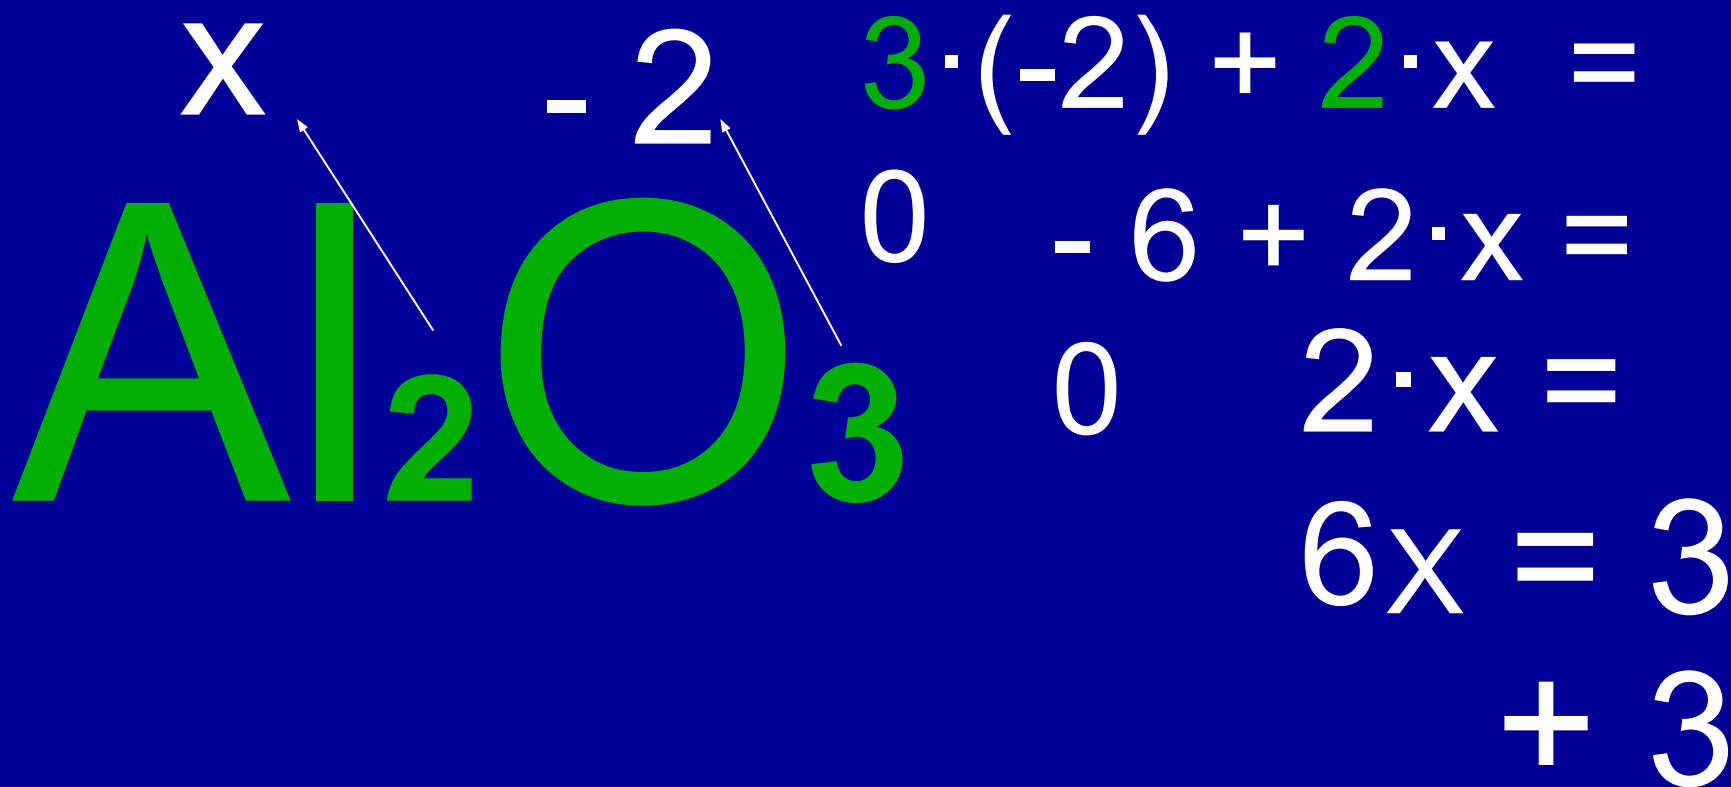 x - 2
Al2O3
3·(-2) + 2·x =
0 - 6 + 2·x =
0 2·x =
6x = 3
+ 3